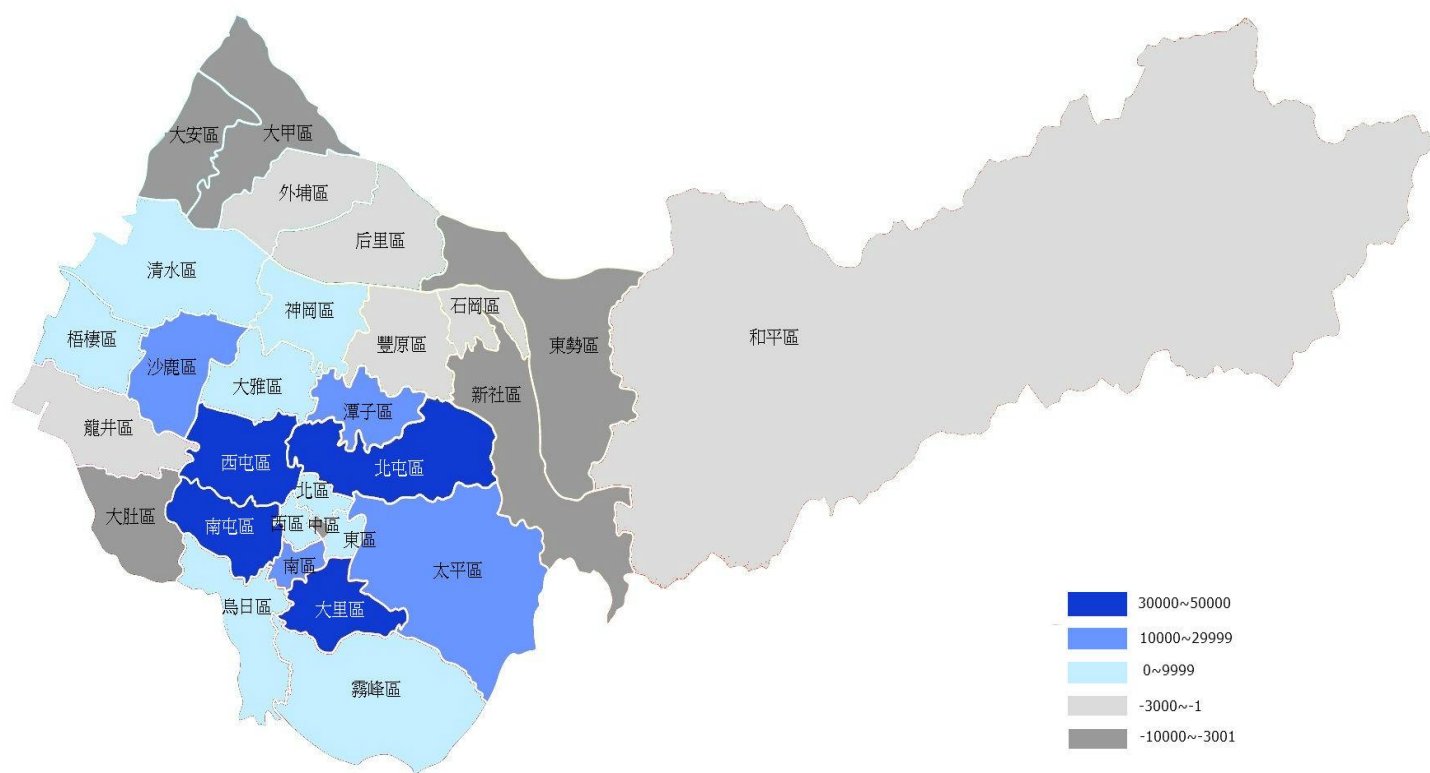 大安區
大甲區
外埔區
后里區
清水區
神岡區
石岡區
梧棲區
豐原區
東勢區
和平區
沙鹿區
大雅區
新社區
潭子區
龍井區
西屯區
北屯區
北區
大肚區
南屯區
西區
中區
東區
南區
太平區
烏日區
大里區
霧峰區
30000~50000
10000~29999
0~9999
-3000~-1
-10000~-3001